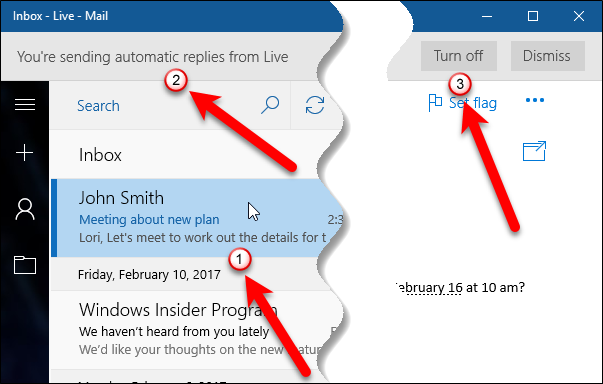 Inbox - Live - Mail
You're sending automatic replies from Live
Turn off
Dismiss
2
3
Search
Set flag
Inbox
John Smith
Meeting about new plan
2:3
Lori, Let's meet to work out the details for t
1
Friday, February 10, 2017
February 16 at 10 am?
Windows Insider Program
We haven't heard from you lately
We'd like your thoughts on the new featur